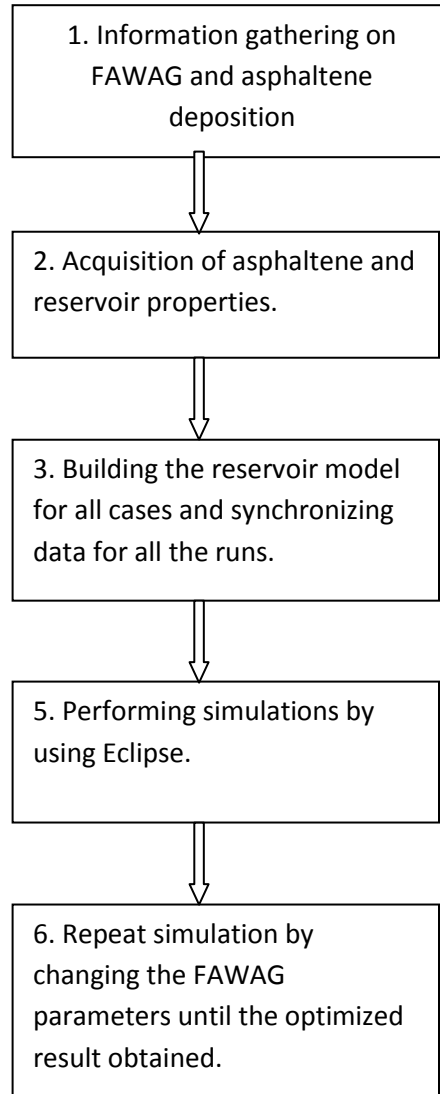 1. Information gathering on
FAWAG and asphaltene
deposition
2. Acquisition of asphaltene and
reservoir properties.
3. Building the reservoir model
for all cases and synchronizing
data for all the runs.
5. Performing simulations by
using Eclipse.
6. Repeat simulation by
changing the FAWAG
parameters until the optimized
result obtained.